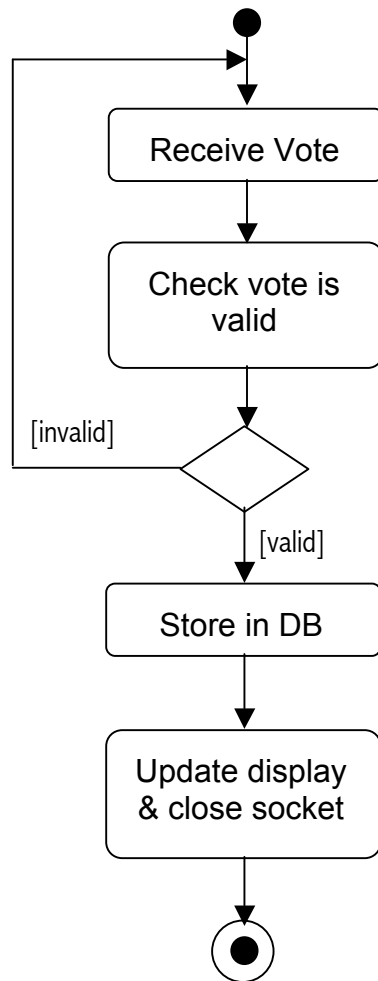 Receive Vote
Check vote is
valid
[invalid]
[valid]
Store in DB
Update display
& close socket